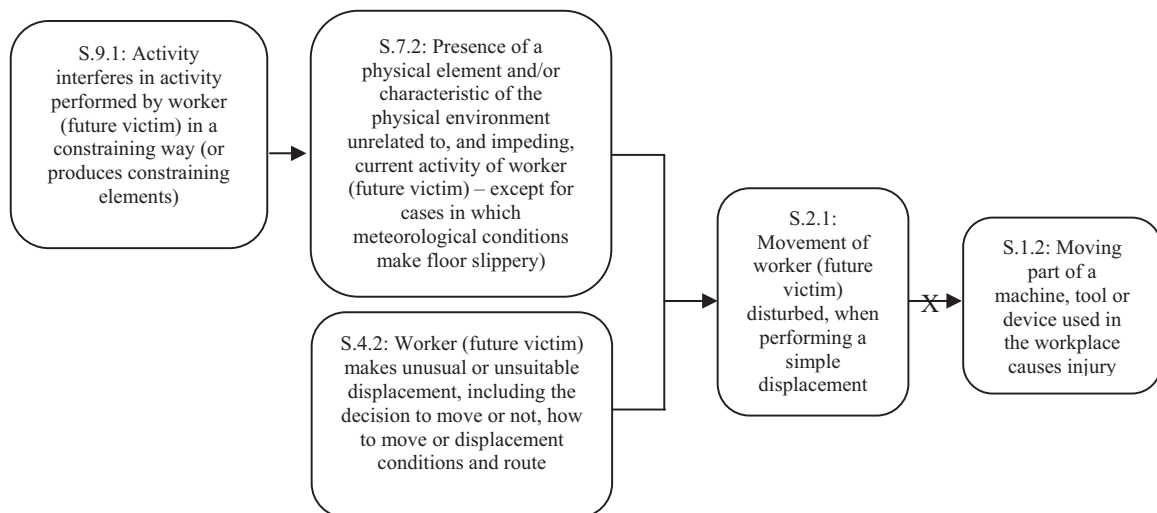 S.9.1: Activity
interferes in activity
performed by worker
(future victim) in a
constraining way (or
produces constraining
elements)
S.7.2: Presence of a
physical element and/or
characteristic of the
physical environment
unrelated to, and impeding,
current activity of worker
(future victim) – except for
cases in which
meteorological conditions
make floor slippery)
S.4.2: Worker (future victim)
makes unusual or unsuitable
displacement, including the
decision to move or not, how
to move or displacement
conditions and route
S.2.1:
Movement of
worker (future
victim)
disturbed, when
performing a
simple
displacement
X
S.1.2: Moving
part of a
machine, tool or
device used in
the workplace
causes injury